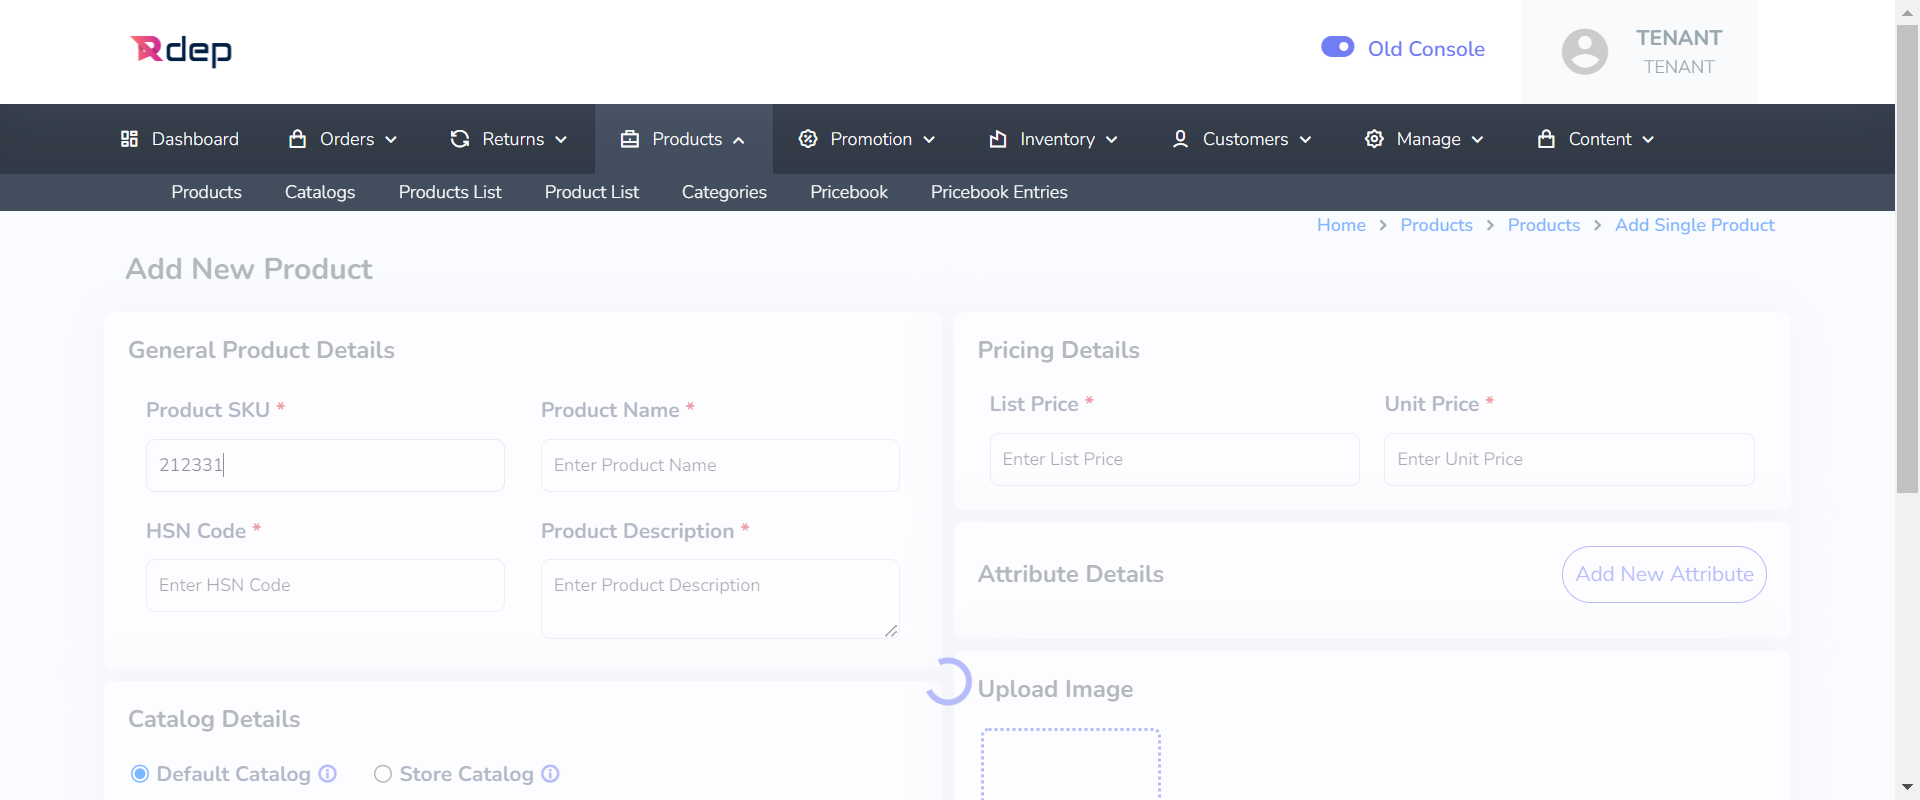 Rdep
Old Console
TENANT
TENANT
Dashboard Orders Returns Products Promotion Inventory Customers Manage Content
Products Catalogs Products List Product List Categories Pricebook Pricebook Entries
Home > Products > Products > Add Single Product
Add New Product
General Product Details
Product SKU *
Product Name *
212331
Enter Product Name
HSN Code *
Product Description *
Enter HSN Code
Enter Product Description
Catalog Details
Default Catalog
Store Catalog
Pricing Details
List Price *
Unit Price *
Enter List Price
Enter Unit Price
Attribute Details
Add New Attribute
Upload Image